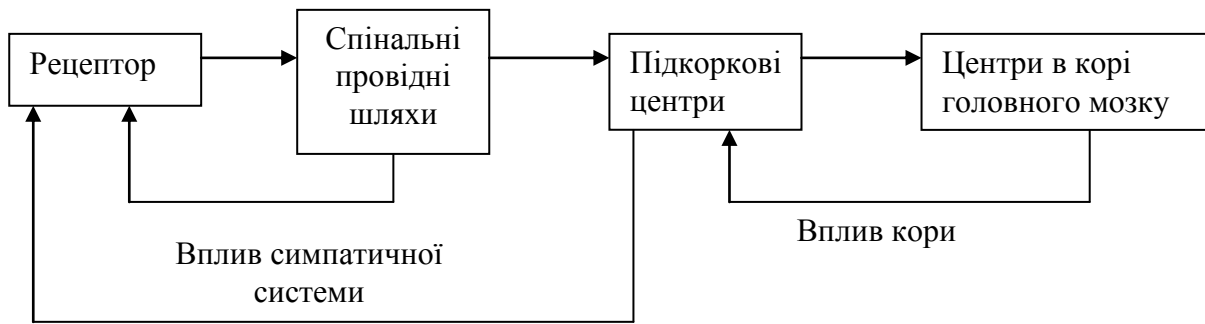 Рецептор
Спінальні
провідні
шляхи
Підкоркові
центри
Центри в корі
головного мозку
Вплив симпатичної
системи
Вплив кори